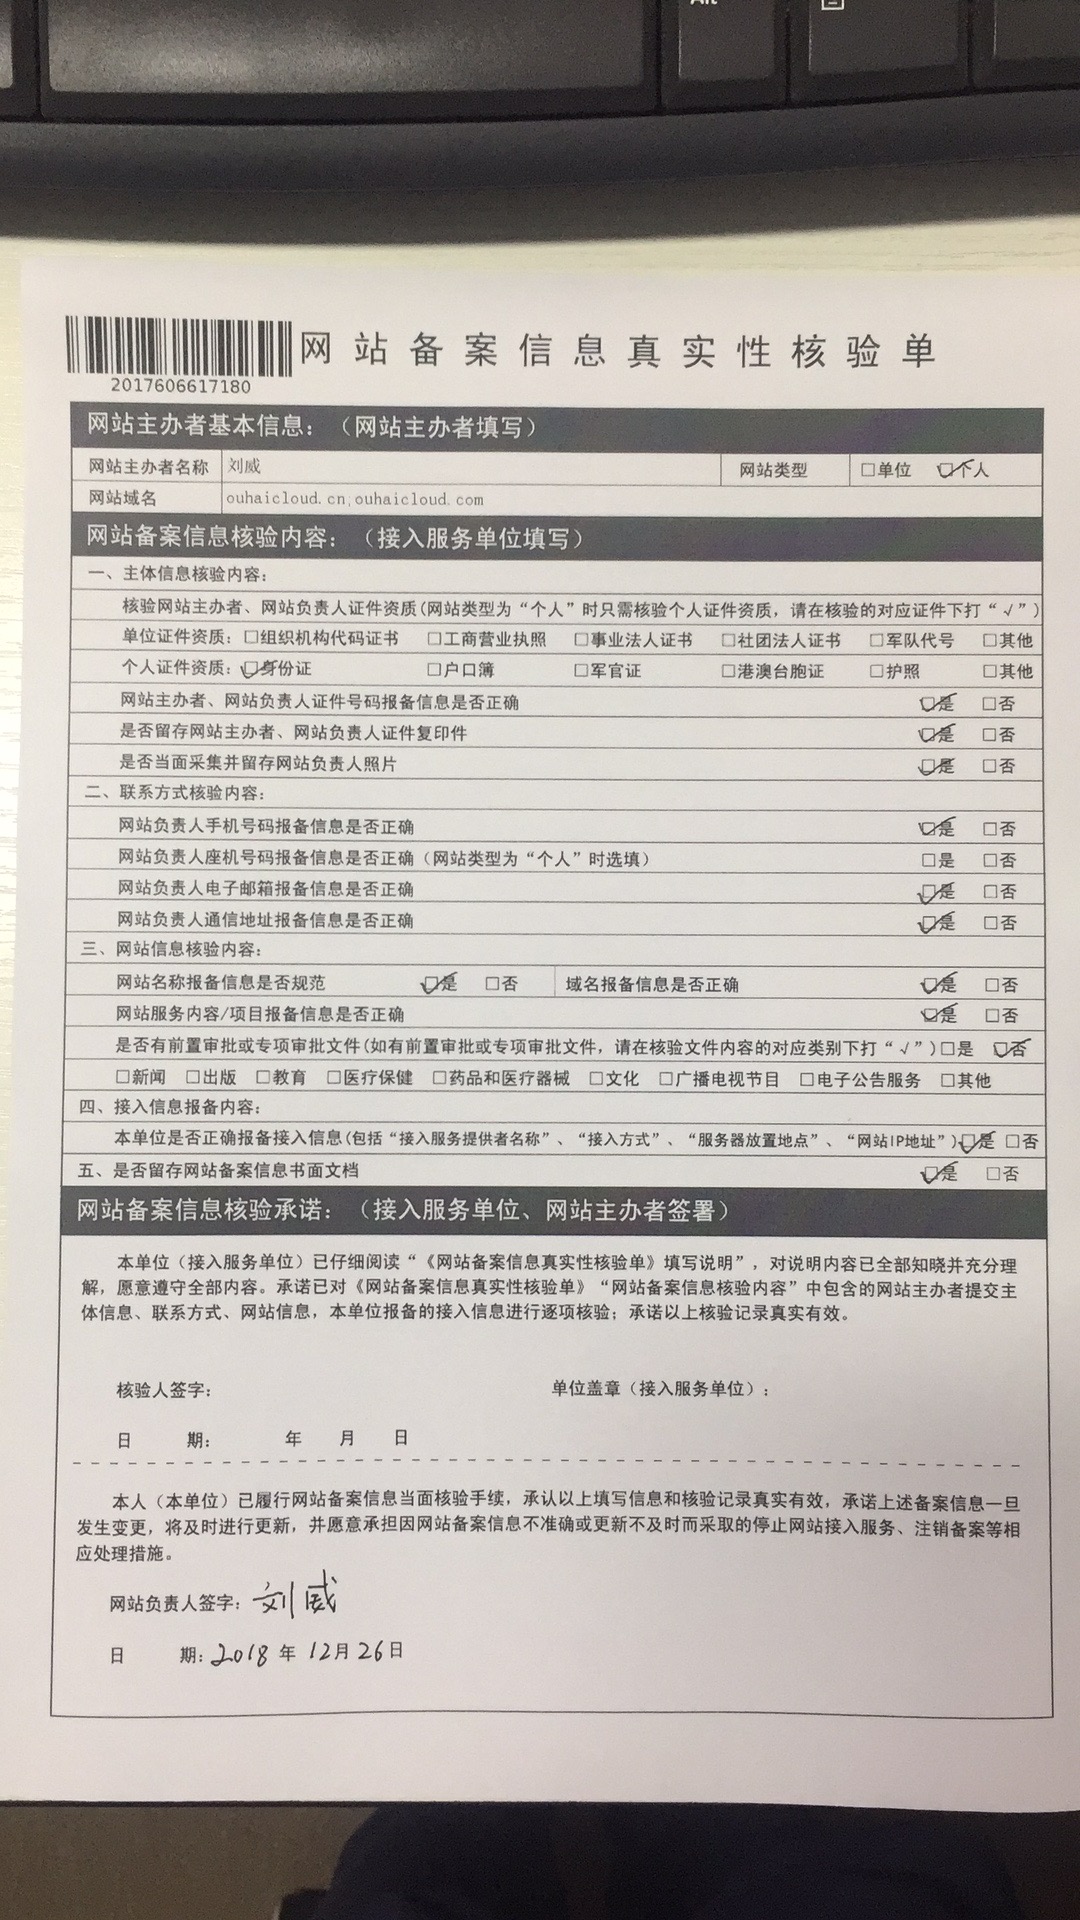 Alt
2017606617180
网站备案信息真实性核验单
网站主办者基本信息：（网站主办者填写）
网站主办者名称 刘威 网站类型 □单位 ☑个人
网站域名 ouhaicloud.cn,ouhaicloud.com
网站备案信息核验内容：（接入服务单位填写）
一、主体信息核验内容：
核验网站主办者、网站负责人证件资质(网站类型为“个人”时只需核验个人证件资质，请在核验的对应证件下打“√”)
单位证件资质：□组织机构代码证书 □工商营业执照 □事业法人证书 □社团法人证书 □军队代号 □其他
个人证件资质：☑身份证 □户口簿 □军官证 □港澳台胞证 □护照 □其他
网站主办者、网站负责人证件号码报备信息是否正确 ☑是 □否
是否留存网站主办者、网站负责人证件复印件 ☑是 □否
是否当面采集并留存网站负责人照片 ☑是 □否
二、联系方式核验内容：
网站负责人手机号码报备信息是否正确 ☑是 □否
网站负责人座机号码报备信息是否正确（网站类型为“个人”时选填） □是 □否
网站负责人电子邮箱报备信息是否正确 ☑是 □否
网站负责人通信地址报备信息是否正确 ☑是 □否
三、网站信息核验内容：
网站名称报备信息是否规范 ☑是 □否 域名报备信息是否正确 ☑是 □否
网站服务内容/项目报备信息是否正确 ☑是 □否
是否有前置审批或专项审批文件(如有前置审批或专项审批文件，请在核验文件内容的对应类别下打“√”)□是 ☑否
□新闻 □出版 □教育 □医疗保健 □药品和医疗器械 □文化 □广播电视节目 □电子公告服务 □其他
四、接入信息报备内容：
本单位是否正确报备接入信息(包括“接入服务提供者名称”、“接入方式”、“服务器放置地点”、“网站IP地址”)☑是 □否
五、是否留存网站备案信息书面文档 ☑是 □否
网站备案信息核验承诺：（接入服务单位、网站主办者签署）
本单位（接入服务单位）已仔细阅读“《网站备案信息真实性核验单》填写说明”，对说明内容已全部知晓并充分理
解，愿意遵守全部内容。承诺已对《网站备案信息真实性核验单》“网站备案信息核验内容”中包含的网站主办者提交主
体信息、联系方式、网站信息，本单位报备的接入信息进行逐项核验；承诺以上核验记录真实有效。
核验人签字： 单位盖章（接入服务单位）：
日 期： 年 月 日
本人（本单位）已履行网站备案信息当面核验手续，承认以上填写信息和核验记录真实有效，承诺上述备案信息一旦
发生变更，将及时进行更新，并愿意承担因网站备案信息不准确或更新不及时而采取的停止网站接入服务、注销备案等相
应处理措施。
网站负责人签字：刘威
日 期：2018年12月26日